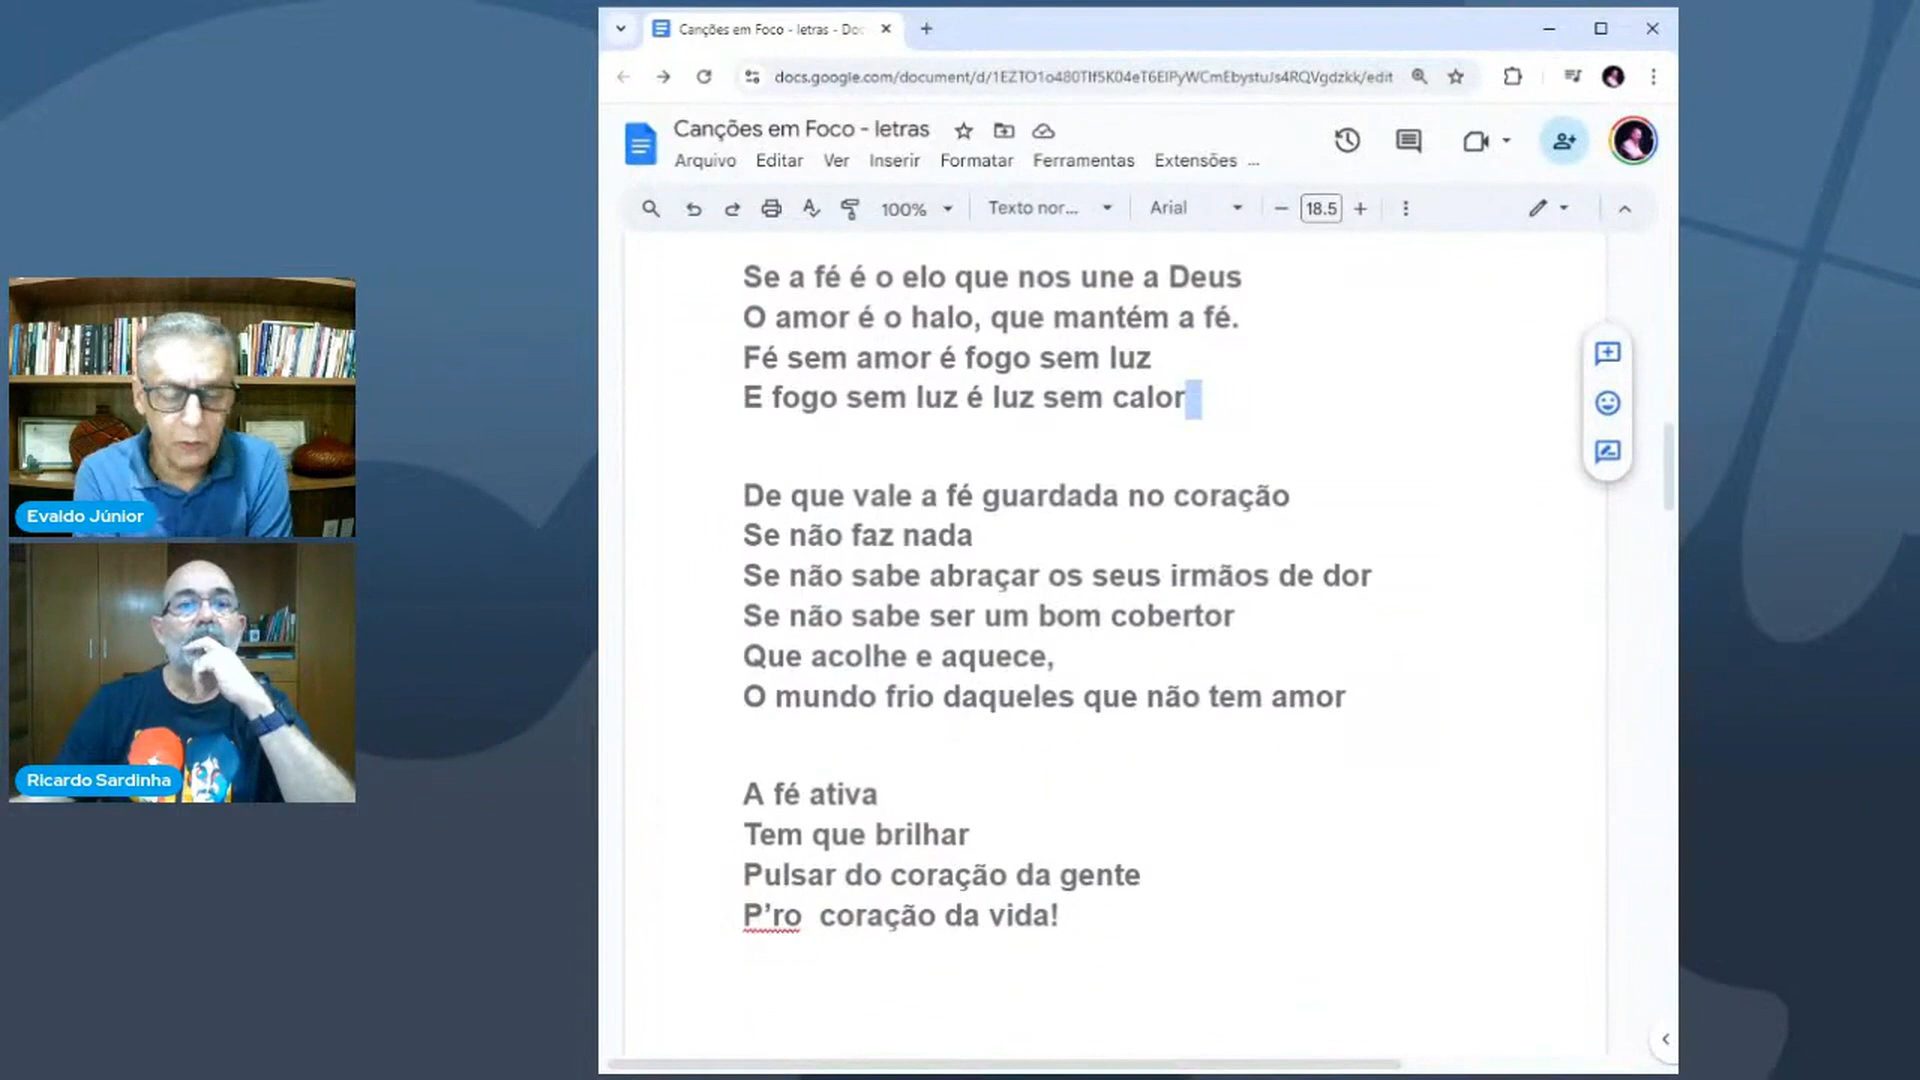 Canções em Foco - letras - Doc
docs.google.com/document/d/1EZTO1o480TIf5K04eT6EIPyWCmEbystuJs4RQVgdzkk/edit
Canções em Foco - letras
Arquivo Editar Ver Inserir Formatar Ferramentas Extensões ...
100% Texto nor... Arial 18.5
Se a fé é o elo que nos une a Deus
O amor é o halo, que mantém a fé.
Fé sem amor é fogo sem luz
E fogo sem luz é luz sem calor
De que vale a fé guardada no coração
Se não faz nada
Se não sabe abraçar os seus irmãos de dor
Se não sabe ser um bom cobertor
Que acolhe e aquece,
O mundo frio daqueles que não tem amor
A fé ativa
Tem que brilhar
Pulsar do coração da gente
P’ro  coração da vida!
Evaldo Júnior
Ricardo Sardinha